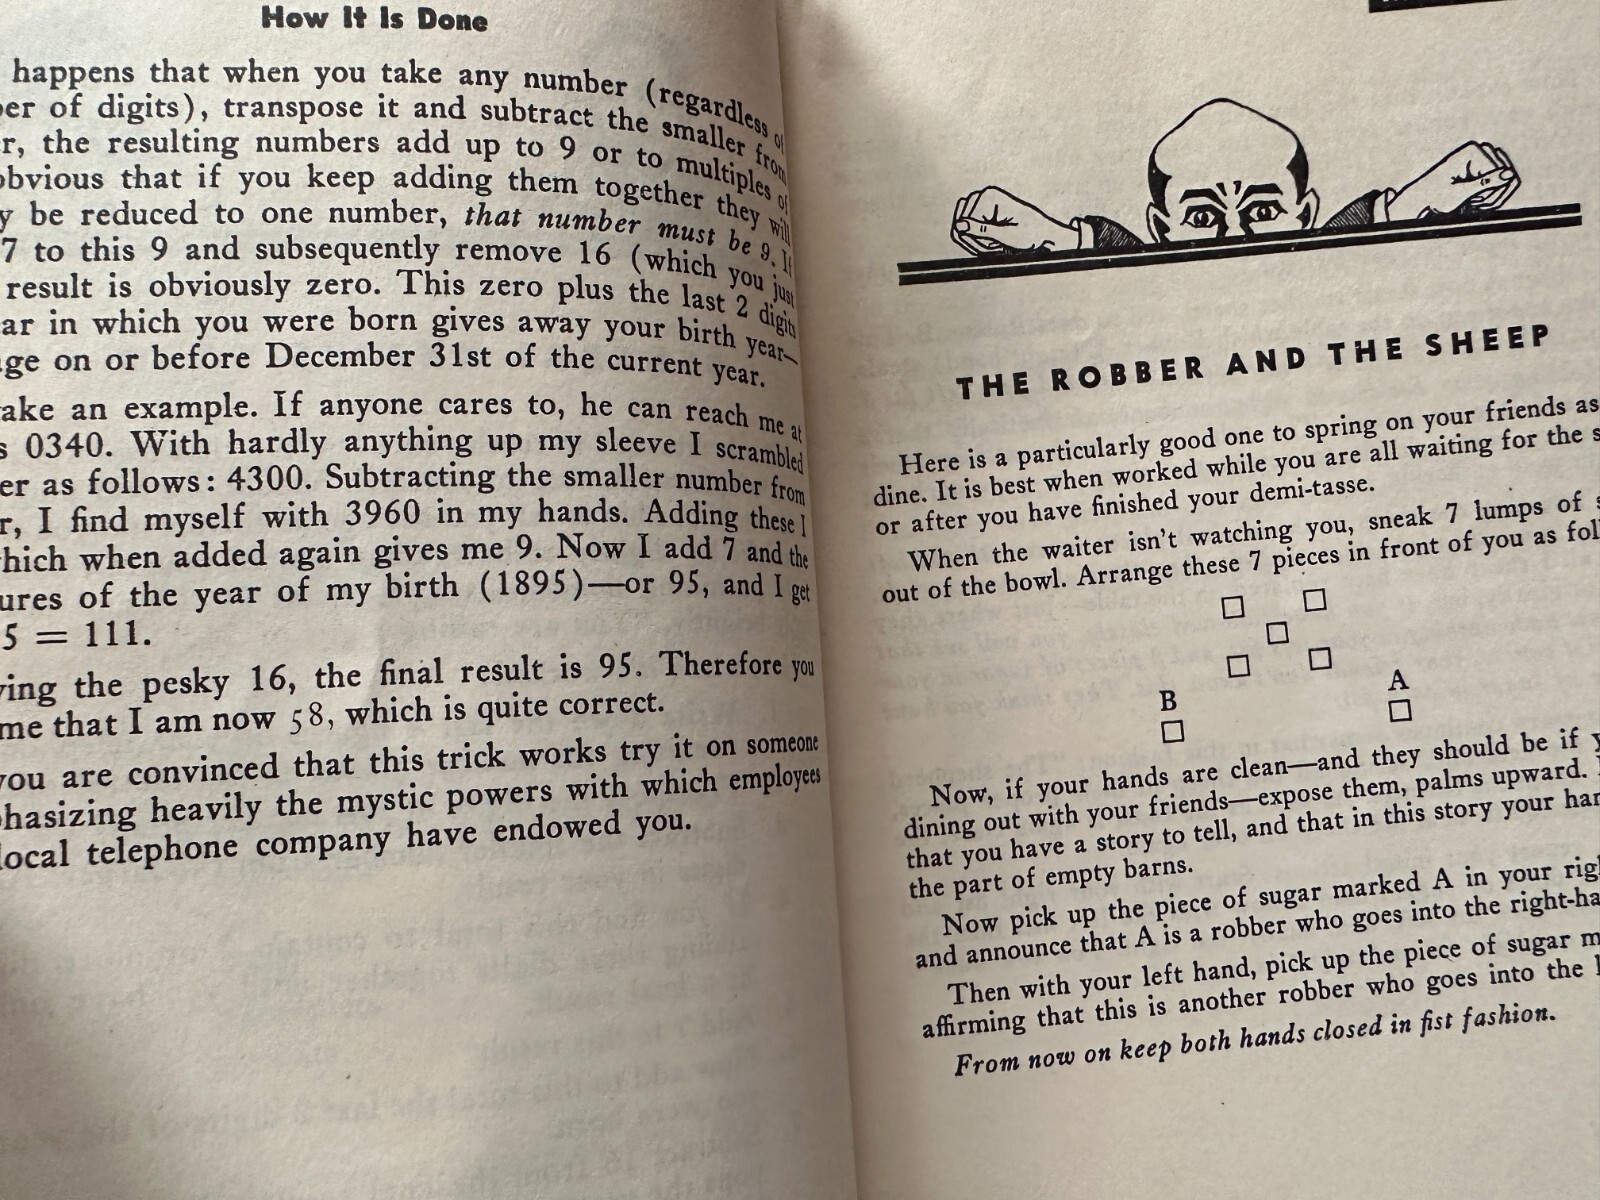 How It Is Done
happens that when you take any number (regardless of
of digits), transpose it and subtract the smaller from
the resulting numbers add up to 9 or to multiples of
obvious that if you keep adding them together they will
be reduced to one number, that number must be 9. If
7 to this 9 and subsequently remove 16 (which you just
result is obviously zero. This zero plus the last 2 digits
in which you were born gives away your birth year—
on or before December 31st of the current year.
take an example. If anyone cares to, he can reach me at
0340. With hardly anything up my sleeve I scrambled
as follows: 4300. Subtracting the smaller number from
I find myself with 3960 in my hands. Adding these I
which when added again gives me 9. Now I add 7 and the
of the year of my birth (1895)—or 95, and I get
5 = 111.
the pesky 16, the final result is 95. Therefore you
me that I am now 58, which is quite correct.
you are convinced that this trick works try it on someone
heavily the mystic powers with which employees
local telephone company have endowed you.
THE ROBBER AND THE SHEEP
Here is a particularly good one to spring on your friends as
dine. It is best when worked while you are all waiting for the
or after you have finished your demi-tasse.
When the waiter isn't watching you, sneak 7 lumps of
out of the bowl. Arrange these 7 pieces in front of you as
A
B
Now, if your hands are clean—and they should be if
dining out with your friends—expose them, palms upward.
that you have a story to tell, and that in this story your
the part of empty barns.
Now pick up the piece of sugar marked A in your
and announce that A is a robber who goes into the
Then with your left hand, pick up the piece of sugar
affirming that this is another robber who goes into the
From now on keep both hands closed in fist fashion.